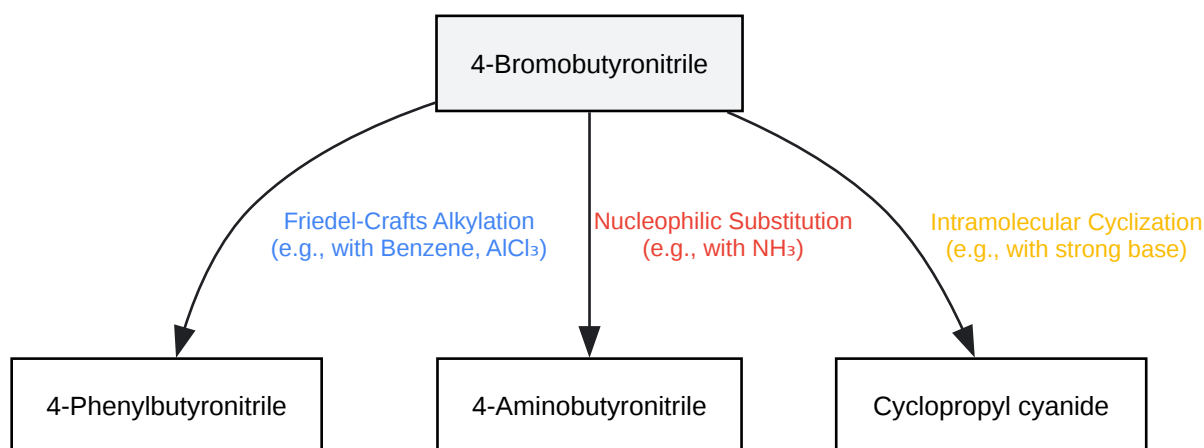 4-Bromobutyronitrile
Friedel-Crafts Alkylation
(e.g., with Benzene, AlCl₃)
Nucleophilic Substitution
(e.g., with NH₃)
Intramolecular Cyclization
(e.g., with strong base)
4-Phenylbutyronitrile
4-Aminobutyronitrile
Cyclopropyl cyanide